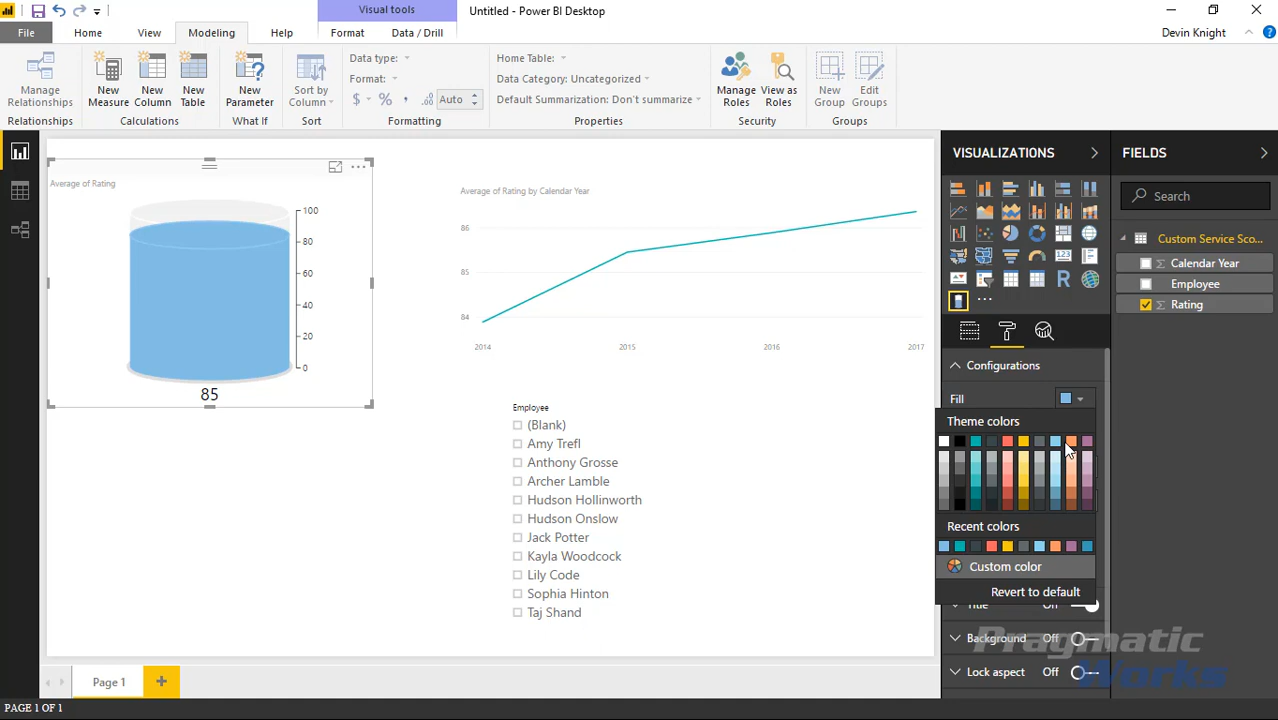 Visual tools
Untitled - Power BI Desktop
File
Home
View
Modeling
Help
Format
Data / Drill
Devin Knight
Manage Relationships
Relationships
New Measure
New Column
New Table
Calculations
New Parameter
What If
Sort by Column
Sort
Data type:
Format:
$ % , .00 Auto
Formatting
Home Table:
Data Category: Uncategorized
Default Summarization: Don't summarize
Properties
Manage Roles
View as Roles
Security
New Group
Edit Groups
Groups
Average of Rating
100
80
60
40
20
0
85
Average of Rating by Calendar Year
86
85
84
2014 2015 2016 2017
Employee
(Blank)
Amy Trefl
Anthony Grosse
Archer Lamble
Hudson Hollinworth
Hudson Onslow
Jack Potter
Kayla Woodcock
Lily Code
Sophia Hinton
Taj Shand
VISUALIZATIONS
123
R
Configurations
Fill
Theme colors
Recent colors
Custom color
Revert to default
Title
Background Off
Lock aspect Off
FIELDS
Search
Custom Service Sco...
Σ Calendar Year
Employee
Σ Rating
Pragmatic
Works
Page 1
PAGE 1 OF 1